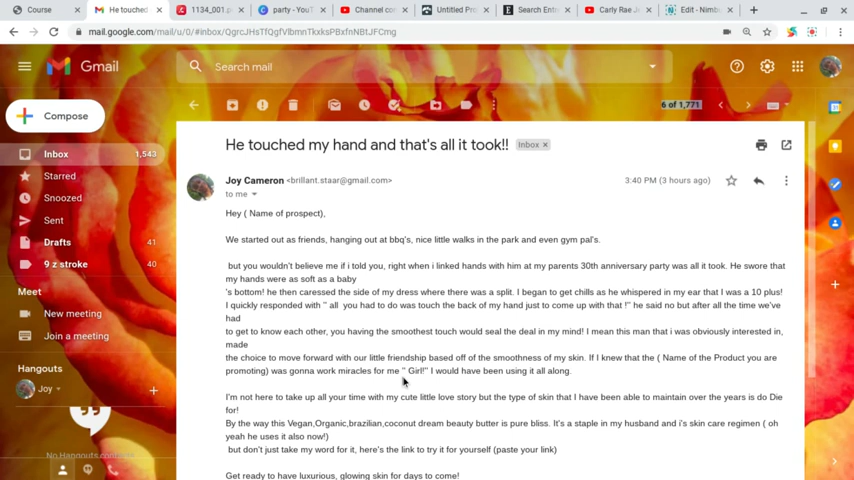 Course
He touched
1134_001.p
party - YouT
Channel con
Untitled Pro
Search Entr
Carly Rae Je
Edit - Nimbu
mail.google.com/mail/u/0/#inbox/QgrcJHsTfQgfVlbmnTkxksPBxfnNBtJFCmg
Gmail
Search mail
Compose
6 of 1,771
Inbox 1,543
Starred
Snoozed
Sent
Drafts 41
9 z stroke 40
Meet
New meeting
Join a meeting
Hangouts
Joy
No Hangouts contacts
He touched my hand and that's all it took!! Inbox x
Joy Cameron <brillant.staar@gmail.com> 3:40 PM (3 hours ago)
to me
Hey ( Name of prospect),
We started out as friends, hanging out at bbq's, nice little walks in the park and even gym pal's.
but you wouldn't believe me if i told you, right when i linked hands with him at my parents 30th anniversary party was all it took. He swore that
my hands were as soft as a baby
's bottom! he then caressed the side of my dress where there was a split. I began to get chills as he whispered in my ear that I was a 10 plus!
I quickly responded with " all you had to do was touch the back of my hand just to come up with that !" he said no but after all the time we've
had
to get to know each other, you having the smoothest touch would seal the deal in my mind! I mean this man that i was obviously interested in,
made
the choice to move forward with our little friendship based off of the smoothness of my skin. If I knew that the ( Name of the Product you are
promoting) was gonna work miracles for me " Girl!" I would have been using it all along.
I'm not here to take up all your time with my cute little love story but the type of skin that I have been able to maintain over the years is do Die
for!
By the way this Vegan,Organic,brazilian,coconut dream beauty butter is pure bliss. It's a staple in my husband and i's skin care regimen ( oh
yeah he uses it also now!)
but don't just take my word for it, here's the link to try it for yourself (paste your link)
Get ready to have luxurious, glowing skin for days to come!